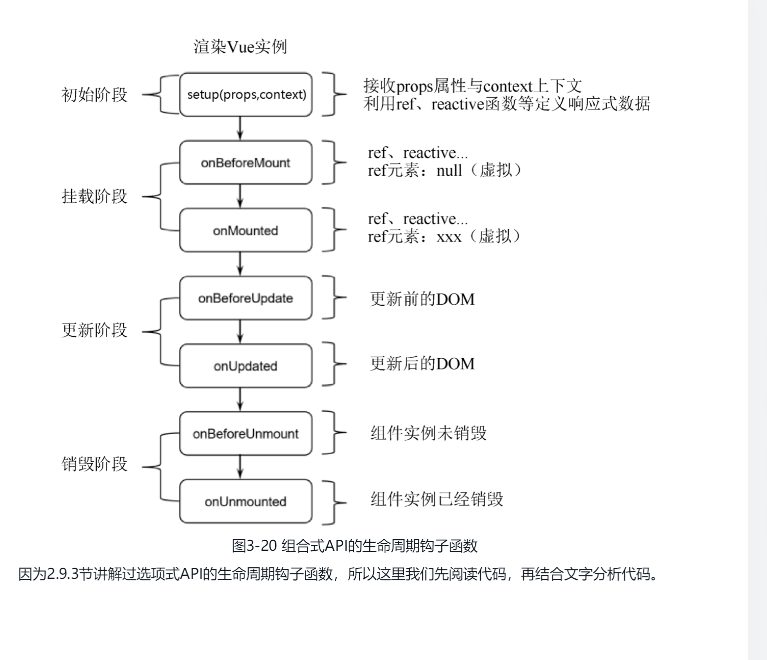 渲染Vue实例
初始阶段
setup(props,context)
接收props属性与context上下文
利用ref、reactive函数等定义响应式数据
挂载阶段
onBeforeMount
ref、reactive...
ref元素：null（虚拟）
onMounted
ref、reactive...
ref元素：xxx（虚拟）
更新阶段
onBeforeUpdate
更新前的DOM
onUpdated
更新后的DOM
销毁阶段
onBeforeUnmount
组件实例未销毁
onUnmounted
组件实例已经销毁
图3-20 组合式API的生命周期钩子函数
因为2.9.3节讲解过选项式API的生命周期钩子函数，所以这里我们先阅读代码，再结合文字分析代码。